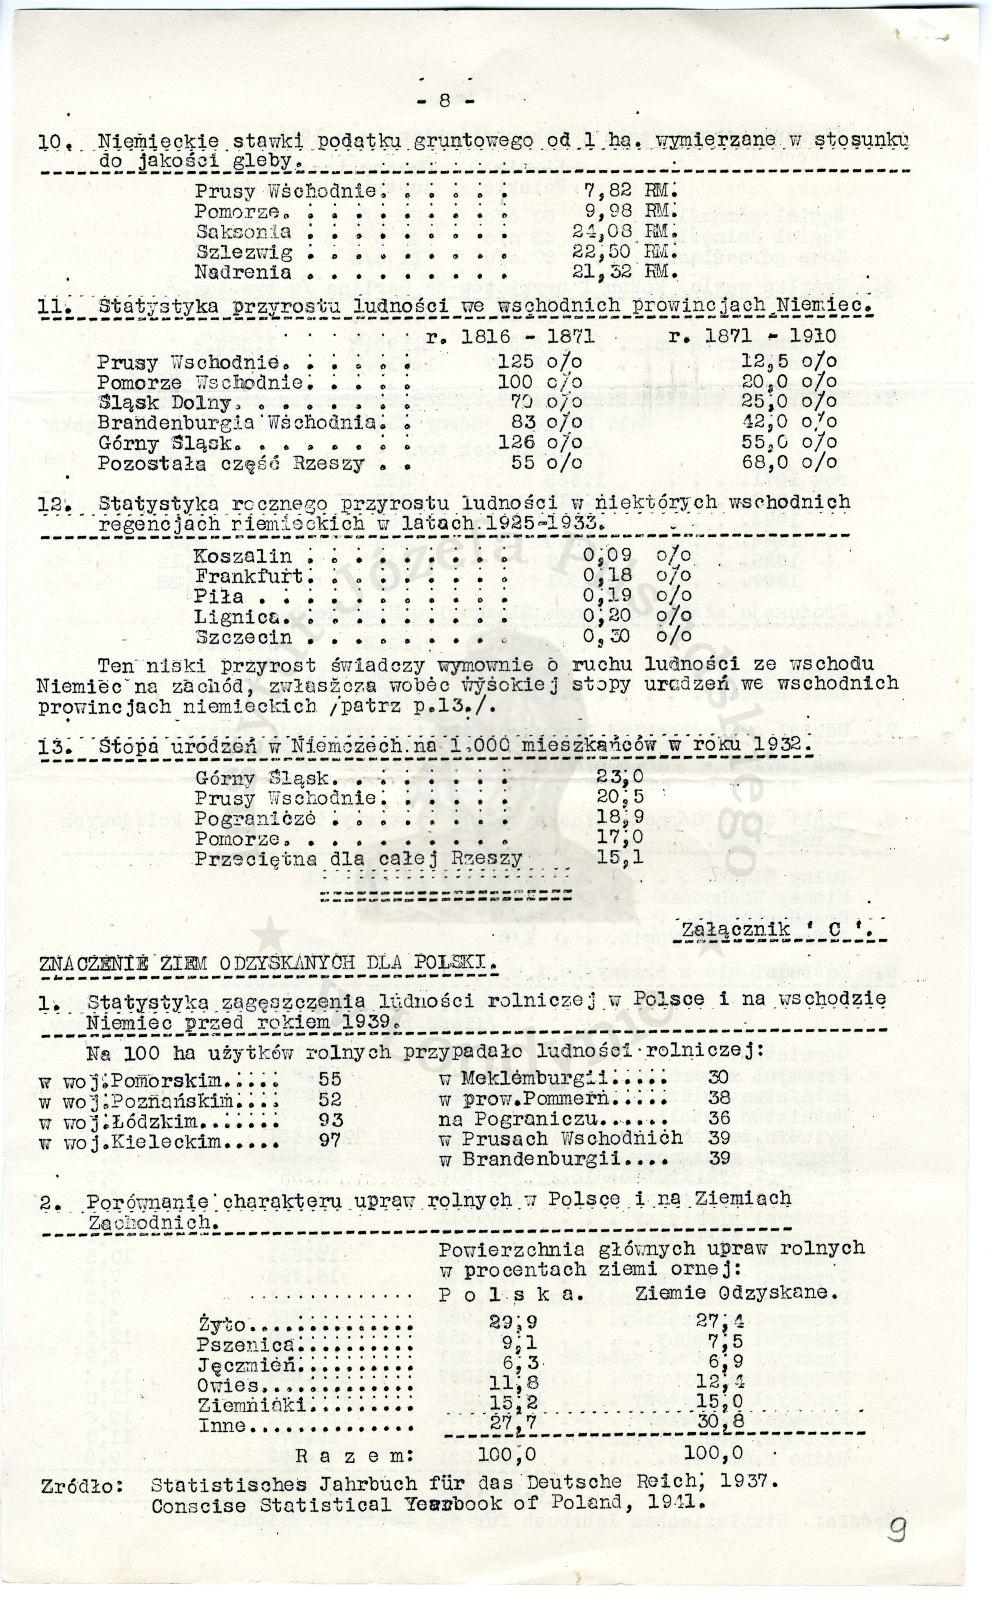 - 8 -
10. Niemieckie stawki podatku gruntowego od 1 ha. wymierzane w stosunku
do jakości gleby.
Prusy Wschodnie. . . . . . . 7,82 RM.
Pomorze. . . . . . . . . . 9,98 RM.
Saksonia . . . . . . . . . 24,08 RM.
Szlezwig . . . . . . . . . 22,50 RM.
Nadrenia . . . . . . . . . 21,32 RM.
11. Statystyka przyrostu ludności we wschodnich prowincjach Niemiec.
r. 1816 - 1871 r. 1871 - 1910
Prusy Wschodnie. . . . . . 125 o/o 12,5 o/o
Pomorze Wschodnie. . . . . 100 o/o 20,0 o/o
Śląsk Dolny. . . . . . . . 70 o/o 25,0 o/o
Brandenburgia Wschodnia. . 83 o/o 42,0 o/o
Górny Śląsk. . . . . . . . 126 o/o 55,0 o/o
Pozostała część Rzeszy . . 55 o/o 68,0 o/o
12. Statystyka rocznego przyrostu ludności w niektórych wschodnich
regencjach niemieckich w latach 1925-1933.
Koszalin . . . . . . . . . 0,09 o/o
Frankfurt. . . . . . . . . 0,18 o/o
Piła . . . . . . . . . . . 0,19 o/o
Lignica. . . . . . . . . . 0,20 o/o
Szczecin . . . . . . . . . 0,30 o/o
Ten niski przyrost świadczy wymownie o ruchu ludności ze wschodu
Niemiec na zachód, zwłaszcza wobec wysokiej stopy urodzeń we wschodnich
prowincjach niemieckich /patrz p.13./.
13. Stopa urodzeń w Niemczech na 1.000 mieszkańców w roku 1932.
Górny Śląsk. . . . . . . . 23,0
Prusy Wschodnie. . . . . . 20,5
Pogranicze . . . . . . . . 18,9
Pomorze. . . . . . . . . . 17,0
Przeciętna dla całej Rzeszy 15,1
Załącznik ' C '.
ZNACZENIE ZIEM ODZYSKANYCH DLA POLSKI.
1. Statystyka zagęszczenia ludności rolniczej w Polsce i na wschodzie
Niemiec przed rokiem 1939.
Na 100 ha użytków rolnych przypadało ludności rolniczej:
w woj.Pomorskim..... 55 w Meklemburgii..... 30
w woj.Poznańskim.... 52 w prow.Pommern..... 38
w woj.Łódzkim....... 93 na Pograniczu...... 36
w woj.Kieleckim..... 97 w Prusach Wschodnich 39
w Brandenburgii.... 39
2. Porównanie charakteru upraw rolnych w Polsce i na Ziemiach
Zachodnich.
Powierzchnia głównych upraw rolnych
w procentach ziemi ornej:
P o l s k a. Ziemie Odzyskane.
Żyto............... 29,9 27,4
Pszenica........... 9,1 7,5
Jęczmień........... 6,3 6,9
Owies.............. 11,8 12,4
Ziemniaki.......... 15,2 15,0
Inne............... 27,7 30,8
R a z e m: 100,0 100,0
Zródło: Statistisches Jahrbuch für das Deutsche Reich, 1937.
Conscise Statistical Yearbook of Poland, 1941.
9